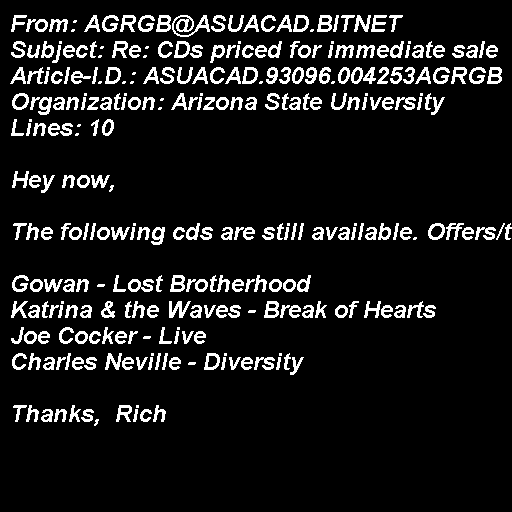 From: AGRGB@ASUACAD.BITNET
Subject: Re: CDs priced for immediate sale
Article-I.D.: ASUACAD.93096.004253AGRGB
Organization: Arizona State University
Lines: 10

Hey now,

The following cds are still available. Offers/t

Gowan - Lost Brotherhood
Katrina & the Waves - Break of Hearts
Joe Cocker - Live
Charles Neville - Diversity

Thanks,  Rich